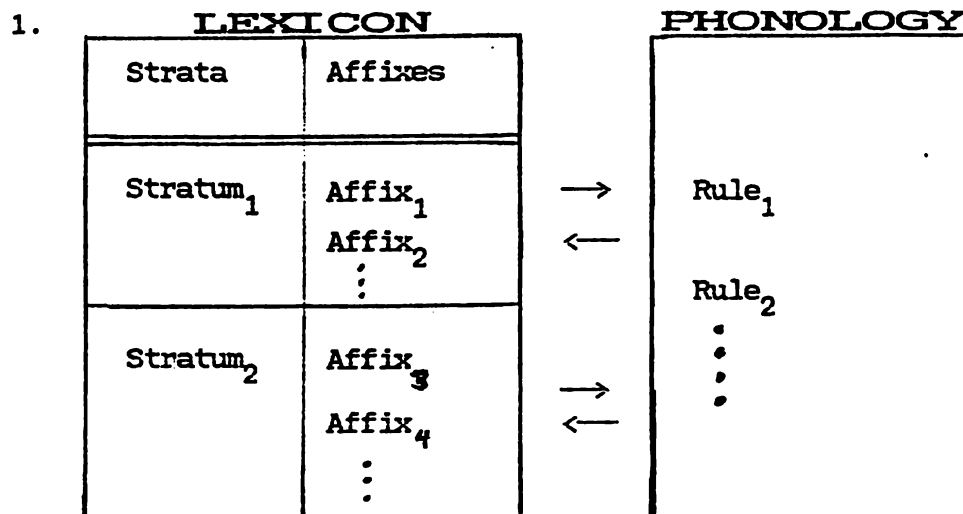 1. LEXICON PHONOLOGY
Strata Affixes
Stratum₁ Affix₁ → Rule₁
Affix₂ ←
⋮ Rule₂
Stratum₂ Affix₃ → ⋮
Affix₄ ←
⋮